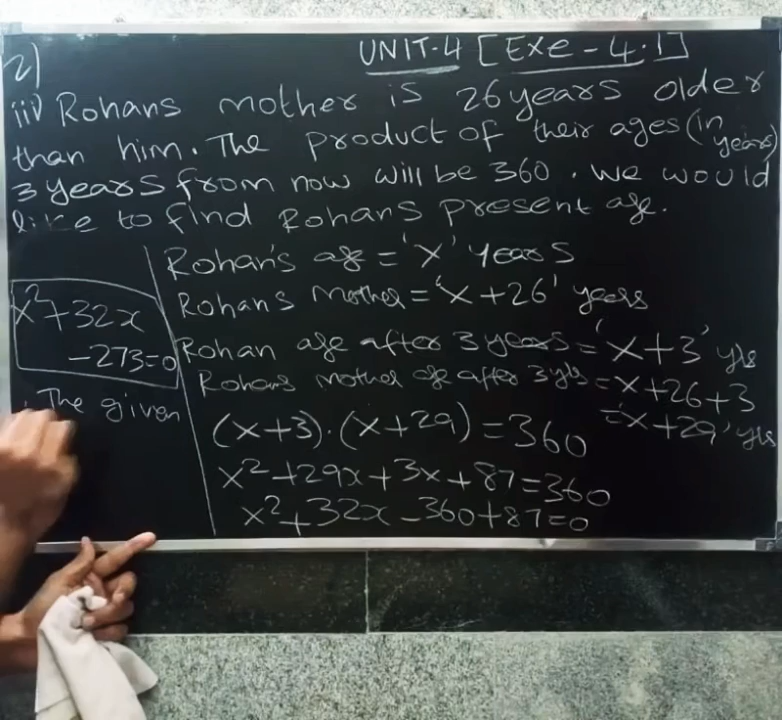 UNIT-4 [Exe-4.1]
2)
iii) Rohans mother is 26 years older
than him. The product of their ages (in years)
3 years from now will be 360. We would
like to find Rohans present age.
Rohan's age = 'x' years
Rohans mother = 'x+26' years
Rohan age after 3 years = 'x+3' yrs
Rohans mother age after 3 yrs = x+26+3
= 'x+29' yrs
(x+3).(x+29)=360
x²+29x+3x+87=360
x²+32x-360+87=0
x²+32x
-273=0
The given